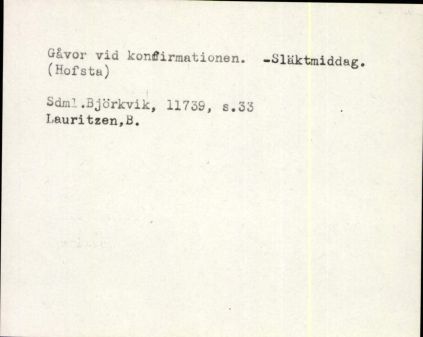 Gåvor vid konfirmationen. -Släktmiddag.
(Hofsta)
Sdml.Björkvik, 11739, s.33
Lauritzen,B.